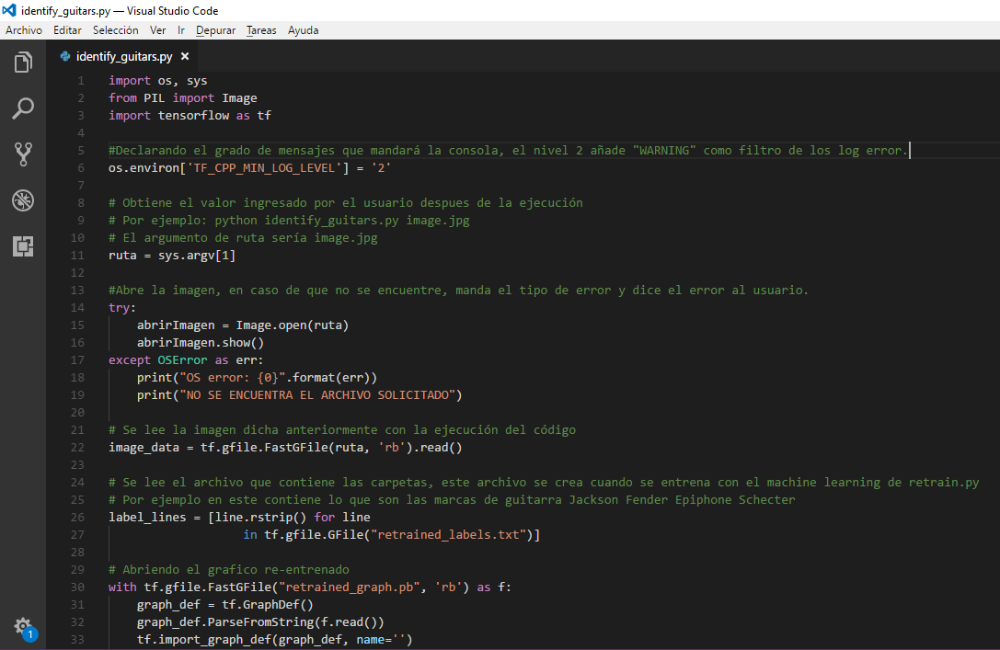 identify_guitars.py — Visual Studio Code
Archivo Editar Selección Ver Ir Depurar Tareas Ayuda
identify_guitars.py ×
1 import os, sys
2 from PIL import Image
3 import tensorflow as tf
4
5 #Declarando el grado de mensajes que mandará la consola, el nivel 2 añade "WARNING" como filtro de los log error.
6 os.environ['TF_CPP_MIN_LOG_LEVEL'] = '2'
7
8 # Obtiene el valor ingresado por el usuario despues de la ejecución
9 # Por ejemplo: python identify_guitars.py image.jpg
10 # El argumento de ruta sería image.jpg
11 ruta = sys.argv[1]
12
13 #Abre la imagen, en caso de que no se encuentre, manda el tipo de error y dice el error al usuario.
14 try:
15     abrirImagen = Image.open(ruta)
16     abrirImagen.show()
17 except OSError as err:
18     print("OS error: {0}".format(err))
19     print("NO SE ENCUENTRA EL ARCHIVO SOLICITADO")
20
21 # Se lee la imagen dicha anteriormente con la ejecución del código
22 image_data = tf.gfile.FastGFile(ruta, 'rb').read()
23
24 # Se lee el archivo que contiene las carpetas, este archivo se crea cuando se entrena con el machine learning de retrain.py
25 # Por ejemplo en este contiene lo que son las marcas de guitarra Jackson Fender Epiphone Schecter
26 label_lines = [line.rstrip() for line
27                    in tf.gfile.GFile("retrained_labels.txt")]
28
29 # Abriendo el grafico re-entrenado
30 with tf.gfile.FastGFile("retrained_graph.pb", 'rb') as f:
31     graph_def = tf.GraphDef()
32     graph_def.ParseFromString(f.read())
33     tf.import_graph_def(graph_def, name='')
1